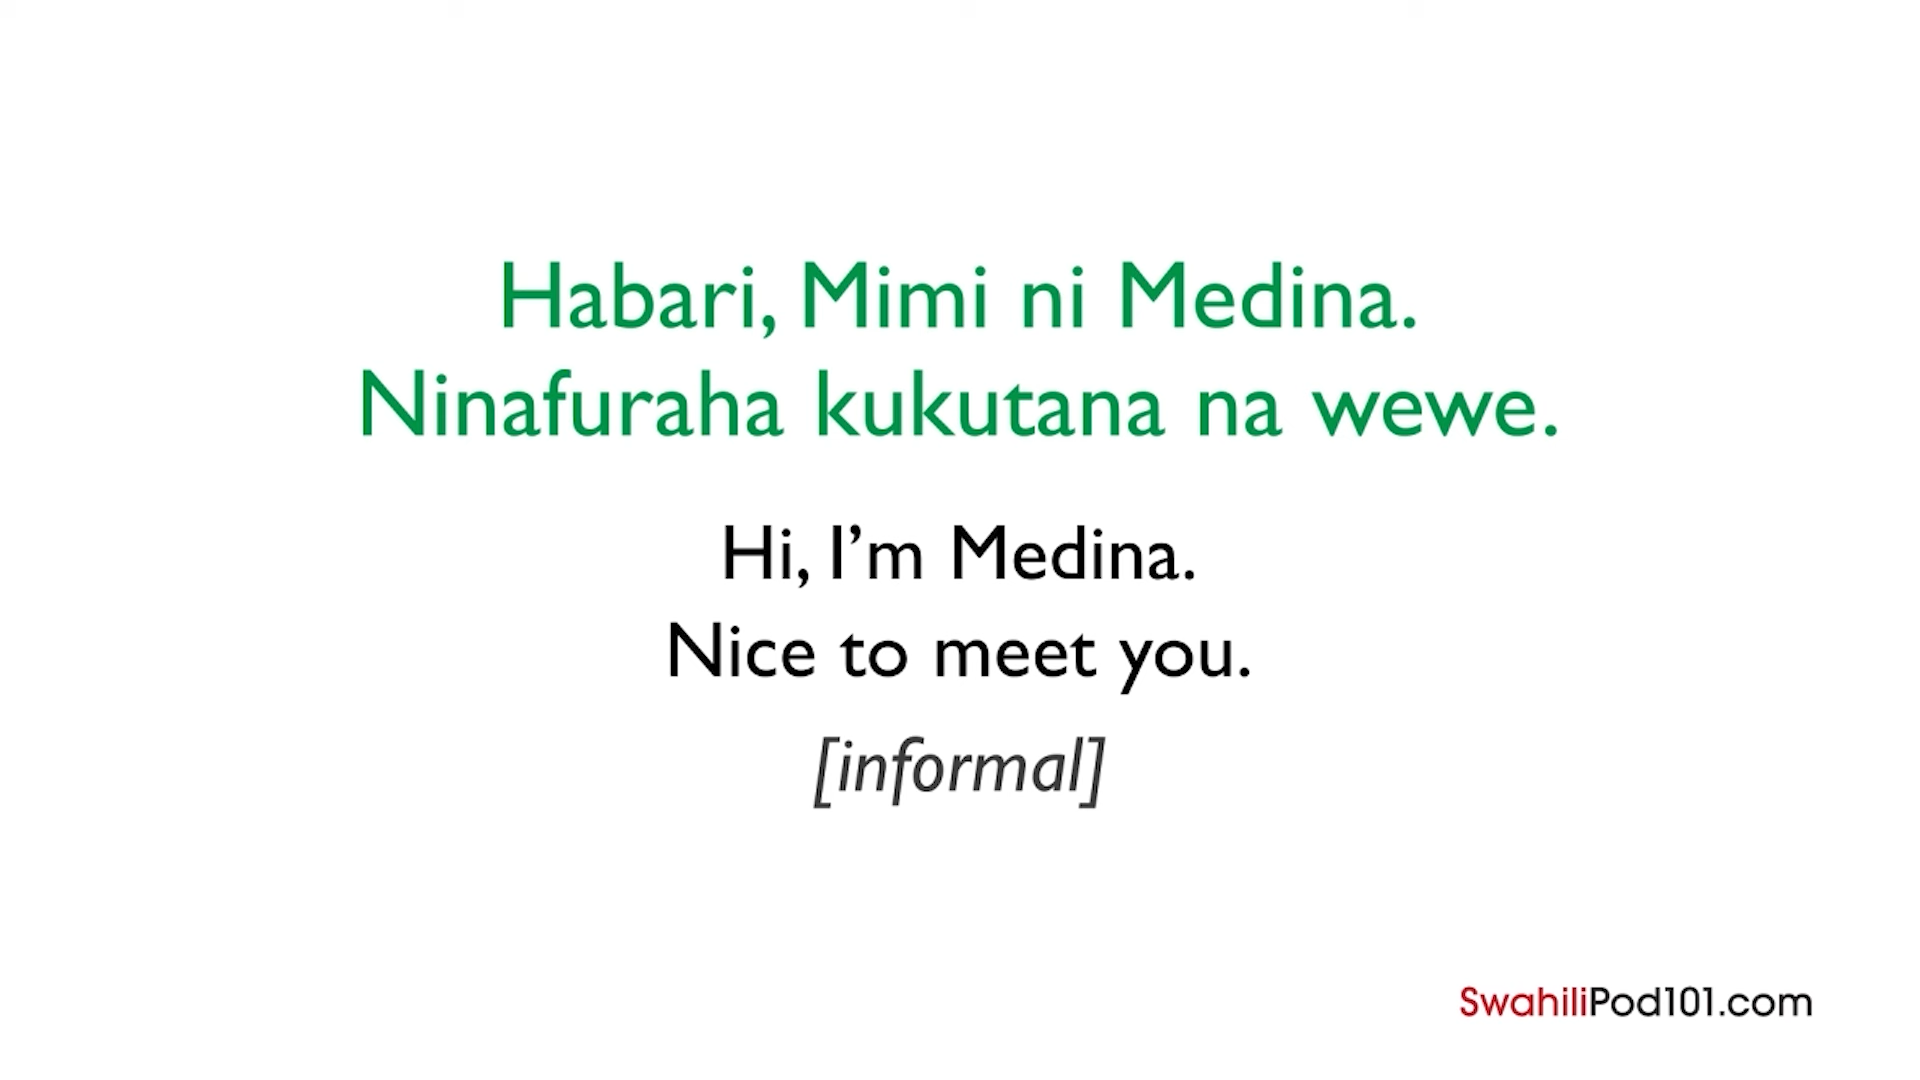 Habari, Mimi ni Medina.
Ninafuraha kukutana na wewe.
Hi, I’m Medina.
Nice to meet you.
[informal]
SwahiliPod101.com